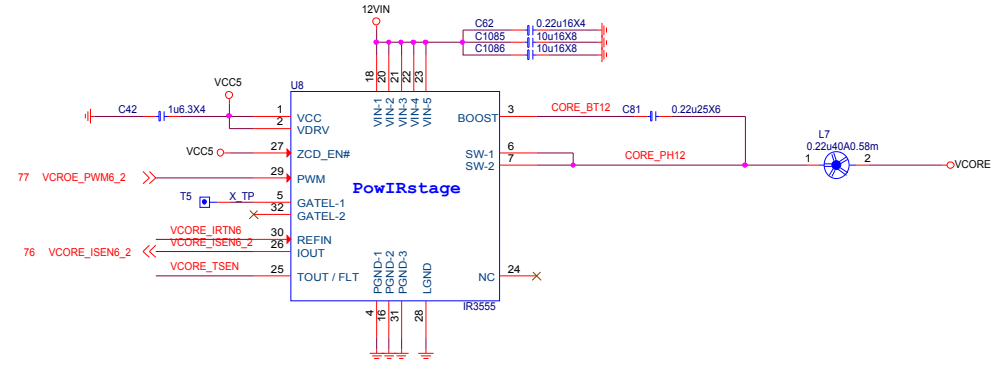 12VIN
C62 0.22u16X4
C1085 10u16X8
C1086 10u16X8
18 20 21 22 23
VCC5
U8
C42 1u6.3X4
VIN-1 VIN-2 VIN-3 VIN-4 VIN-5
1 VCC
2 VDRV
BOOST 3 CORE_BT12 C81 0.22u25X6
VCC5 27 ZCD_EN#
SW-1 6
SW-2 7 CORE_PH12
L7
0.22u40A0.58m
1 2 VCORE
77 VCROE_PWM6_2 29 PWM
PowIRstage
T5 X_TP 5 GATEL-1
32 GATEL-2
VCORE_IRTN6 30 REFIN
76 VCORE_ISEN6_2 VCORE_ISEN6_2 26 IOUT
VCORE_TSEN 25 TOUT / FLT
NC 24
PGND-1 PGND-2 PGND-3 LGND
IR3555
4 16 31 28